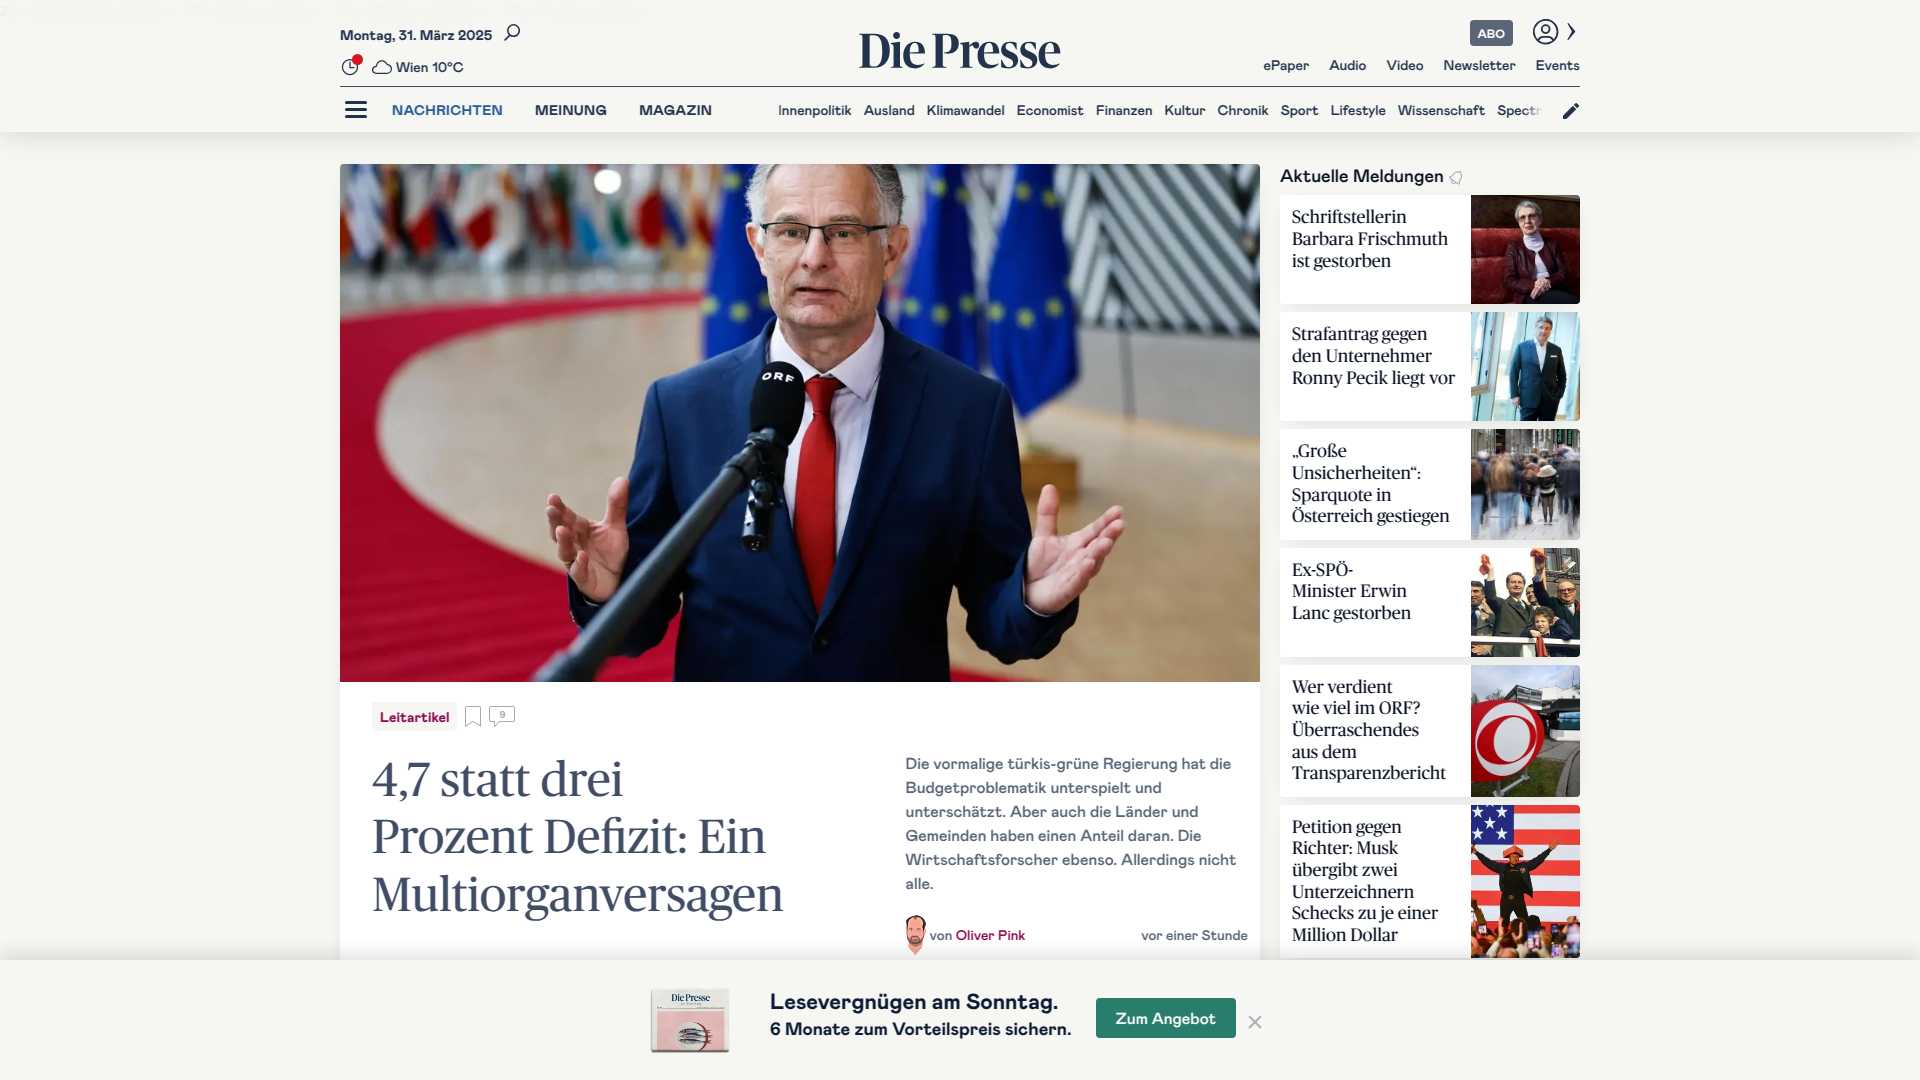 Montag, 31. März 2025
Wien 10°C
Die Presse
ABO
ePaper Audio Video Newsletter Events
NACHRICHTEN MEINUNG MAGAZIN
Innenpolitik Ausland Klimawandel Economist Finanzen Kultur Chronik Sport Lifestyle Wissenschaft Spectr
ORF
Leitartikel
9
4,7 statt drei
Prozent Defizit: Ein
Multiorganversagen
Die vormalige türkis-grüne Regierung hat die
Budgetproblematik unterspielt und
unterschätzt. Aber auch die Länder und
Gemeinden haben einen Anteil daran. Die
Wirtschaftsforscher ebenso. Allerdings nicht
alle.
von Oliver Pink
vor einer Stunde
Aktuelle Meldungen
Schriftstellerin
Barbara Frischmuth
ist gestorben
Strafantrag gegen
den Unternehmer
Ronny Pecik liegt vor
„Große
Unsicherheiten“:
Sparquote in
Österreich gestiegen
Ex-SPÖ-
Minister Erwin
Lanc gestorben
Wer verdient
wie viel im ORF?
Überraschendes
aus dem
Transparenzbericht
Petition gegen
Richter: Musk
übergibt zwei
Unterzeichnern
Schecks zu je einer
Million Dollar
Die Presse
Lesevergnügen am Sonntag.
6 Monate zum Vorteilspreis sichern.
Zum Angebot